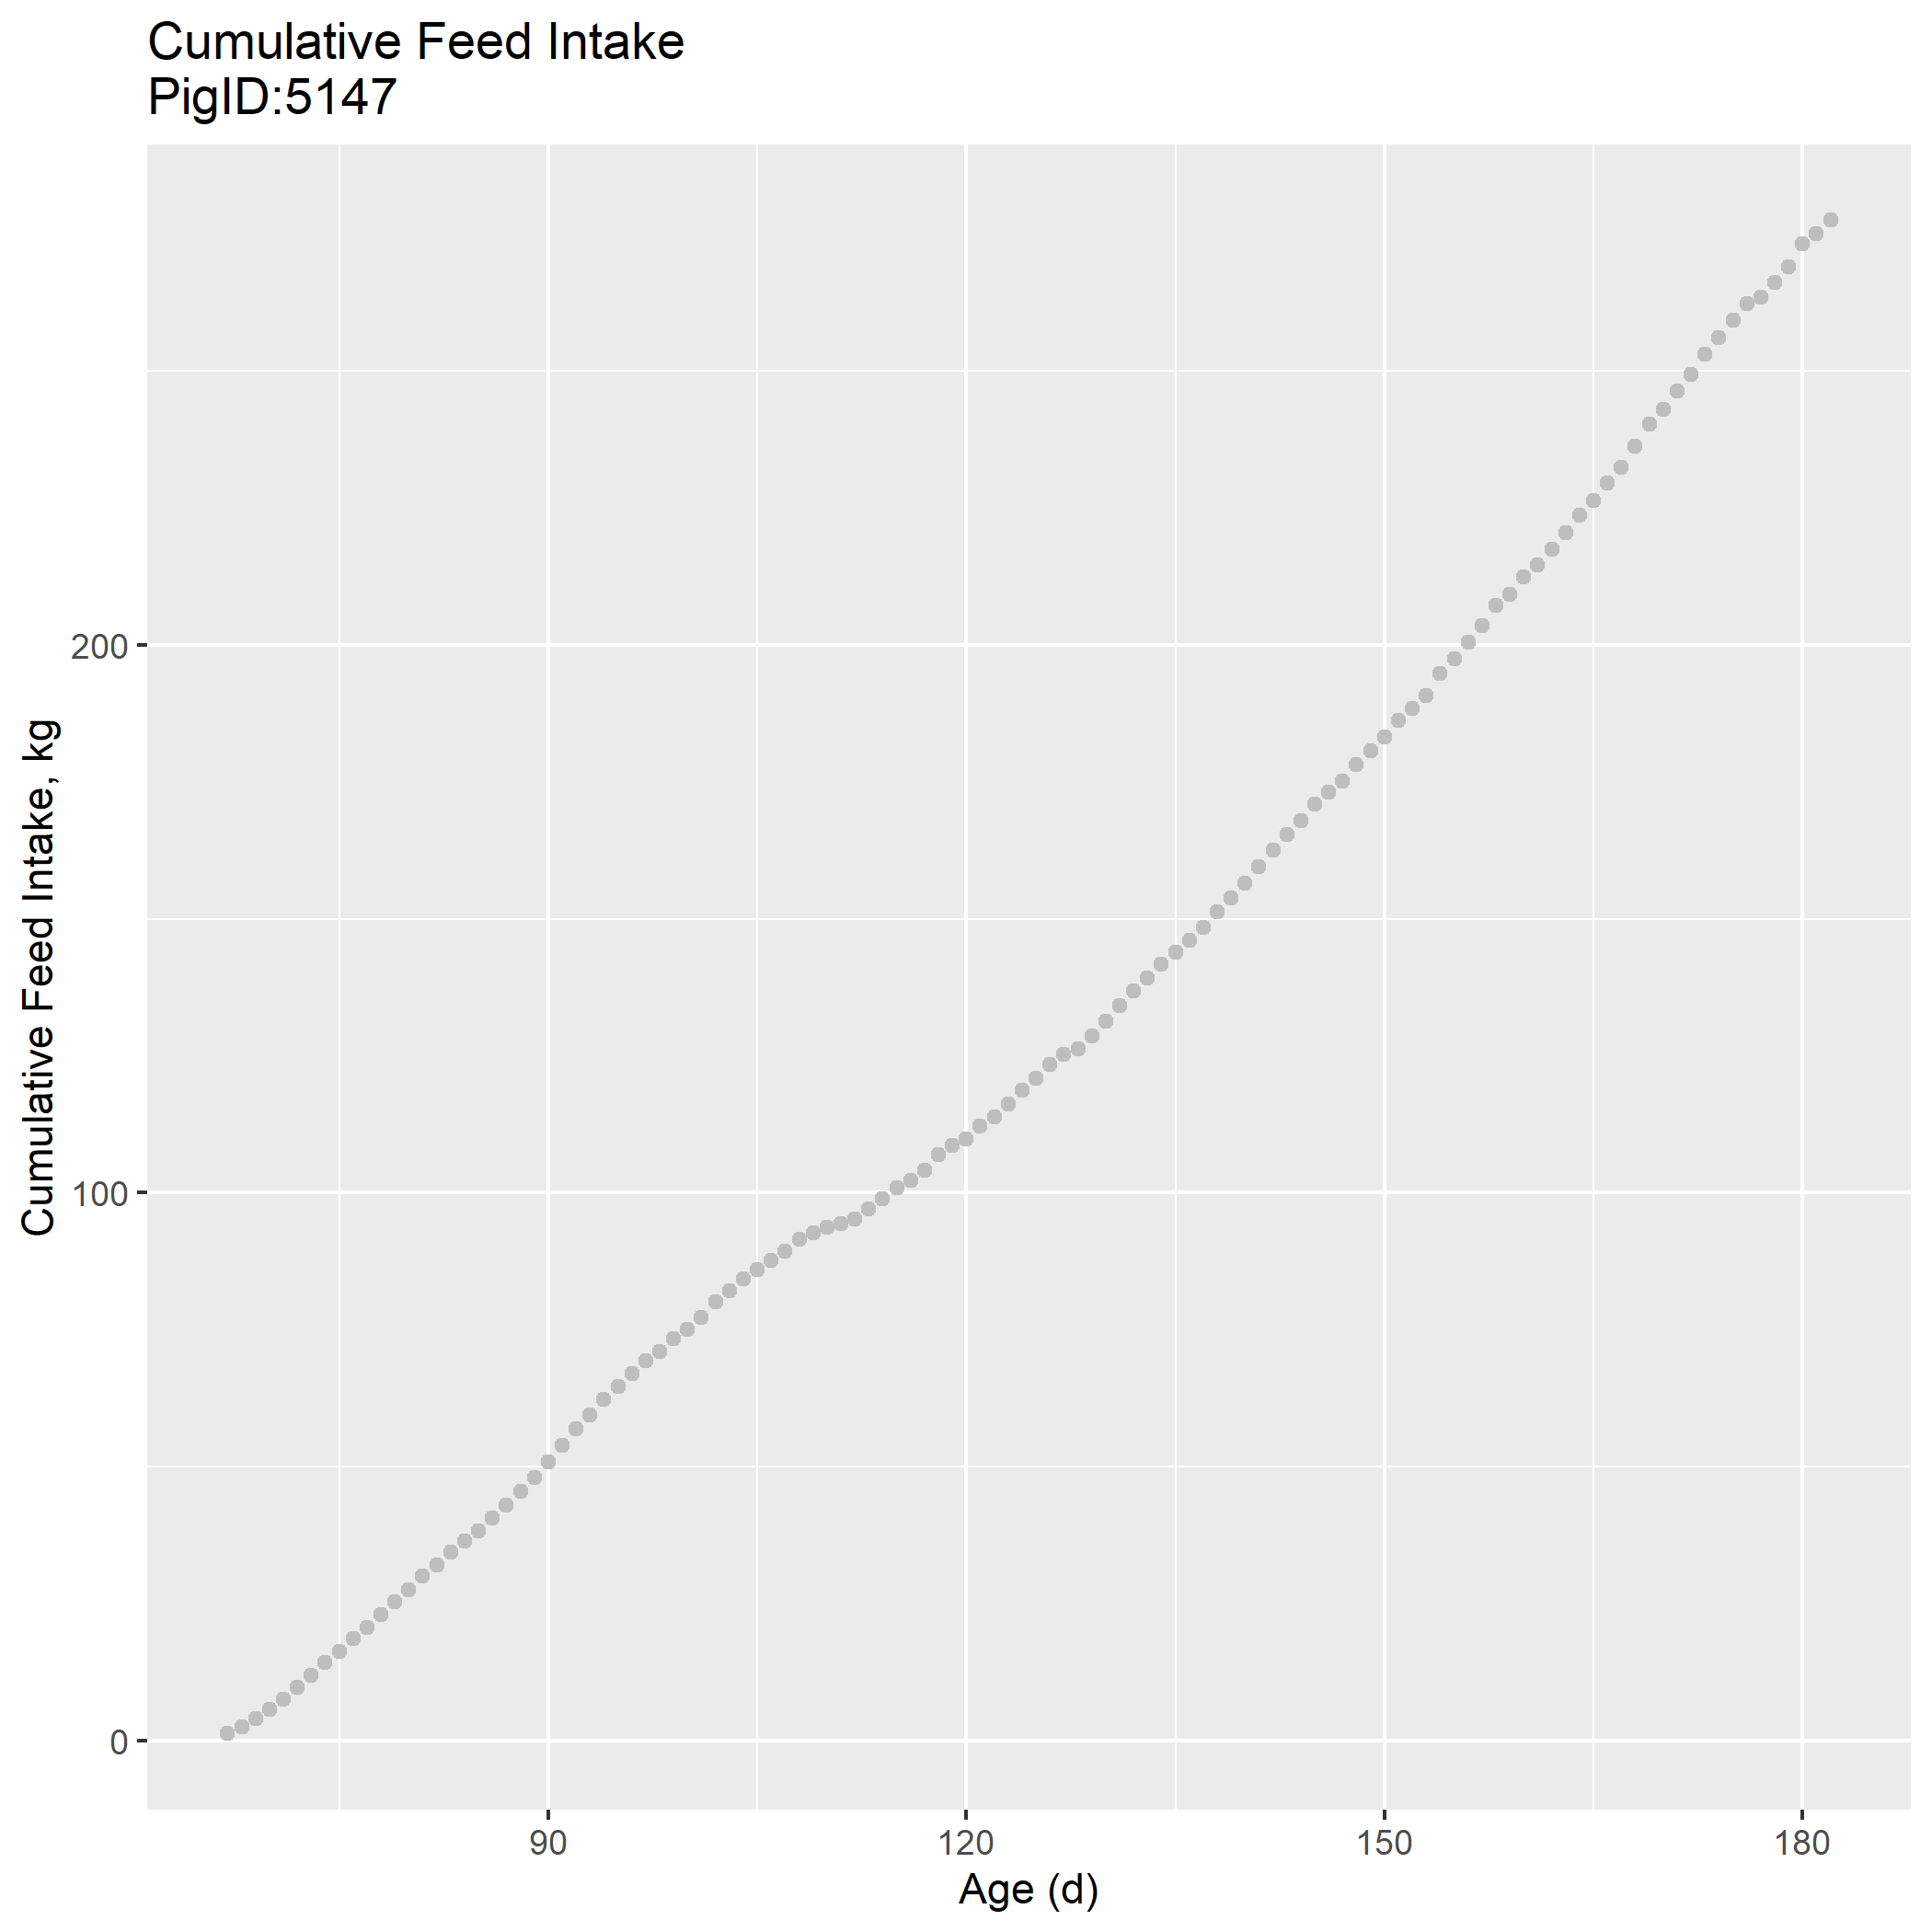 Cumulative Feed Intake
PigID:5147
Cumulative Feed Intake, kg
200
100
0
90
120
150
180
Age (d)